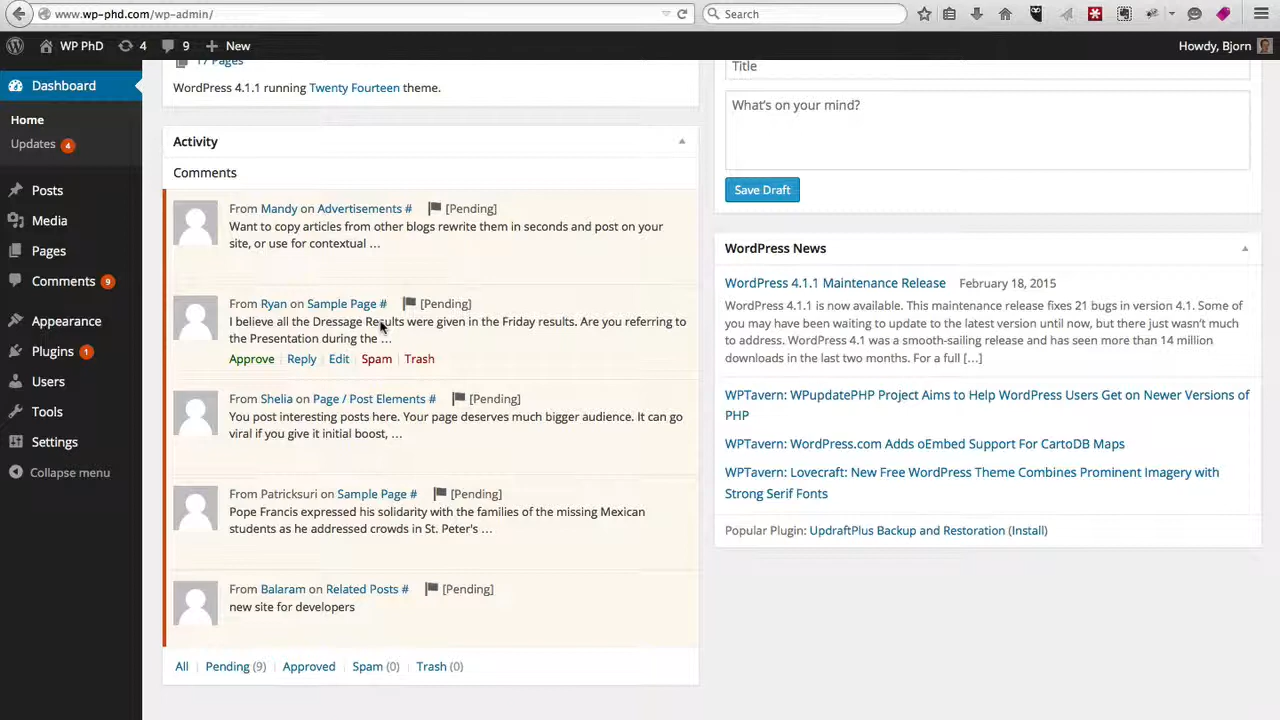 www.wp-phd.com/wp-admin/
Search
WP PhD
4
9
New
Howdy, Bjorn
Dashboard
Home
Updates 4
Posts
Media
Pages
Comments 9
Appearance
Plugins 1
Users
Tools
Settings
Collapse menu
17 Pages
WordPress 4.1.1 running Twenty Fourteen theme.
Activity
Comments
From Mandy on Advertisements # [Pending]
Want to copy articles from other blogs rewrite them in seconds and post on your
site, or use for contextual …
From Ryan on Sample Page # [Pending]
I believe all the Dressage Results were given in the Friday results. Are you referring to
the Presentation during the …
Approve | Reply | Edit | Spam | Trash
From Shelia on Page / Post Elements # [Pending]
You post interesting posts here. Your page deserves much bigger audience. It can go
viral if you give it initial boost, …
From Patricksuri on Sample Page # [Pending]
Pope Francis expressed his solidarity with the families of the missing Mexican
students as he addressed crowds in St. Peter's …
From Balaram on Related Posts # [Pending]
new site for developers
All | Pending (9) | Approved | Spam (0) | Trash (0)
Title
What's on your mind?
Save Draft
WordPress News
WordPress 4.1.1 Maintenance Release February 18, 2015
WordPress 4.1.1 is now available. This maintenance release fixes 21 bugs in version 4.1. Some of
you may have been waiting to update to the latest version until now, but there just wasn't much
to address. WordPress 4.1 was a smooth-sailing release and has seen more than 14 million
downloads in the last two months. For a full […]
WPTavern: WPupdatePHP Project Aims to Help WordPress Users Get on Newer Versions of
PHP
WPTavern: WordPress.com Adds oEmbed Support For CartoDB Maps
WPTavern: Lovecraft: New Free WordPress Theme Combines Prominent Imagery with
Strong Serif Fonts
Popular Plugin: UpdraftPlus Backup and Restoration (Install)